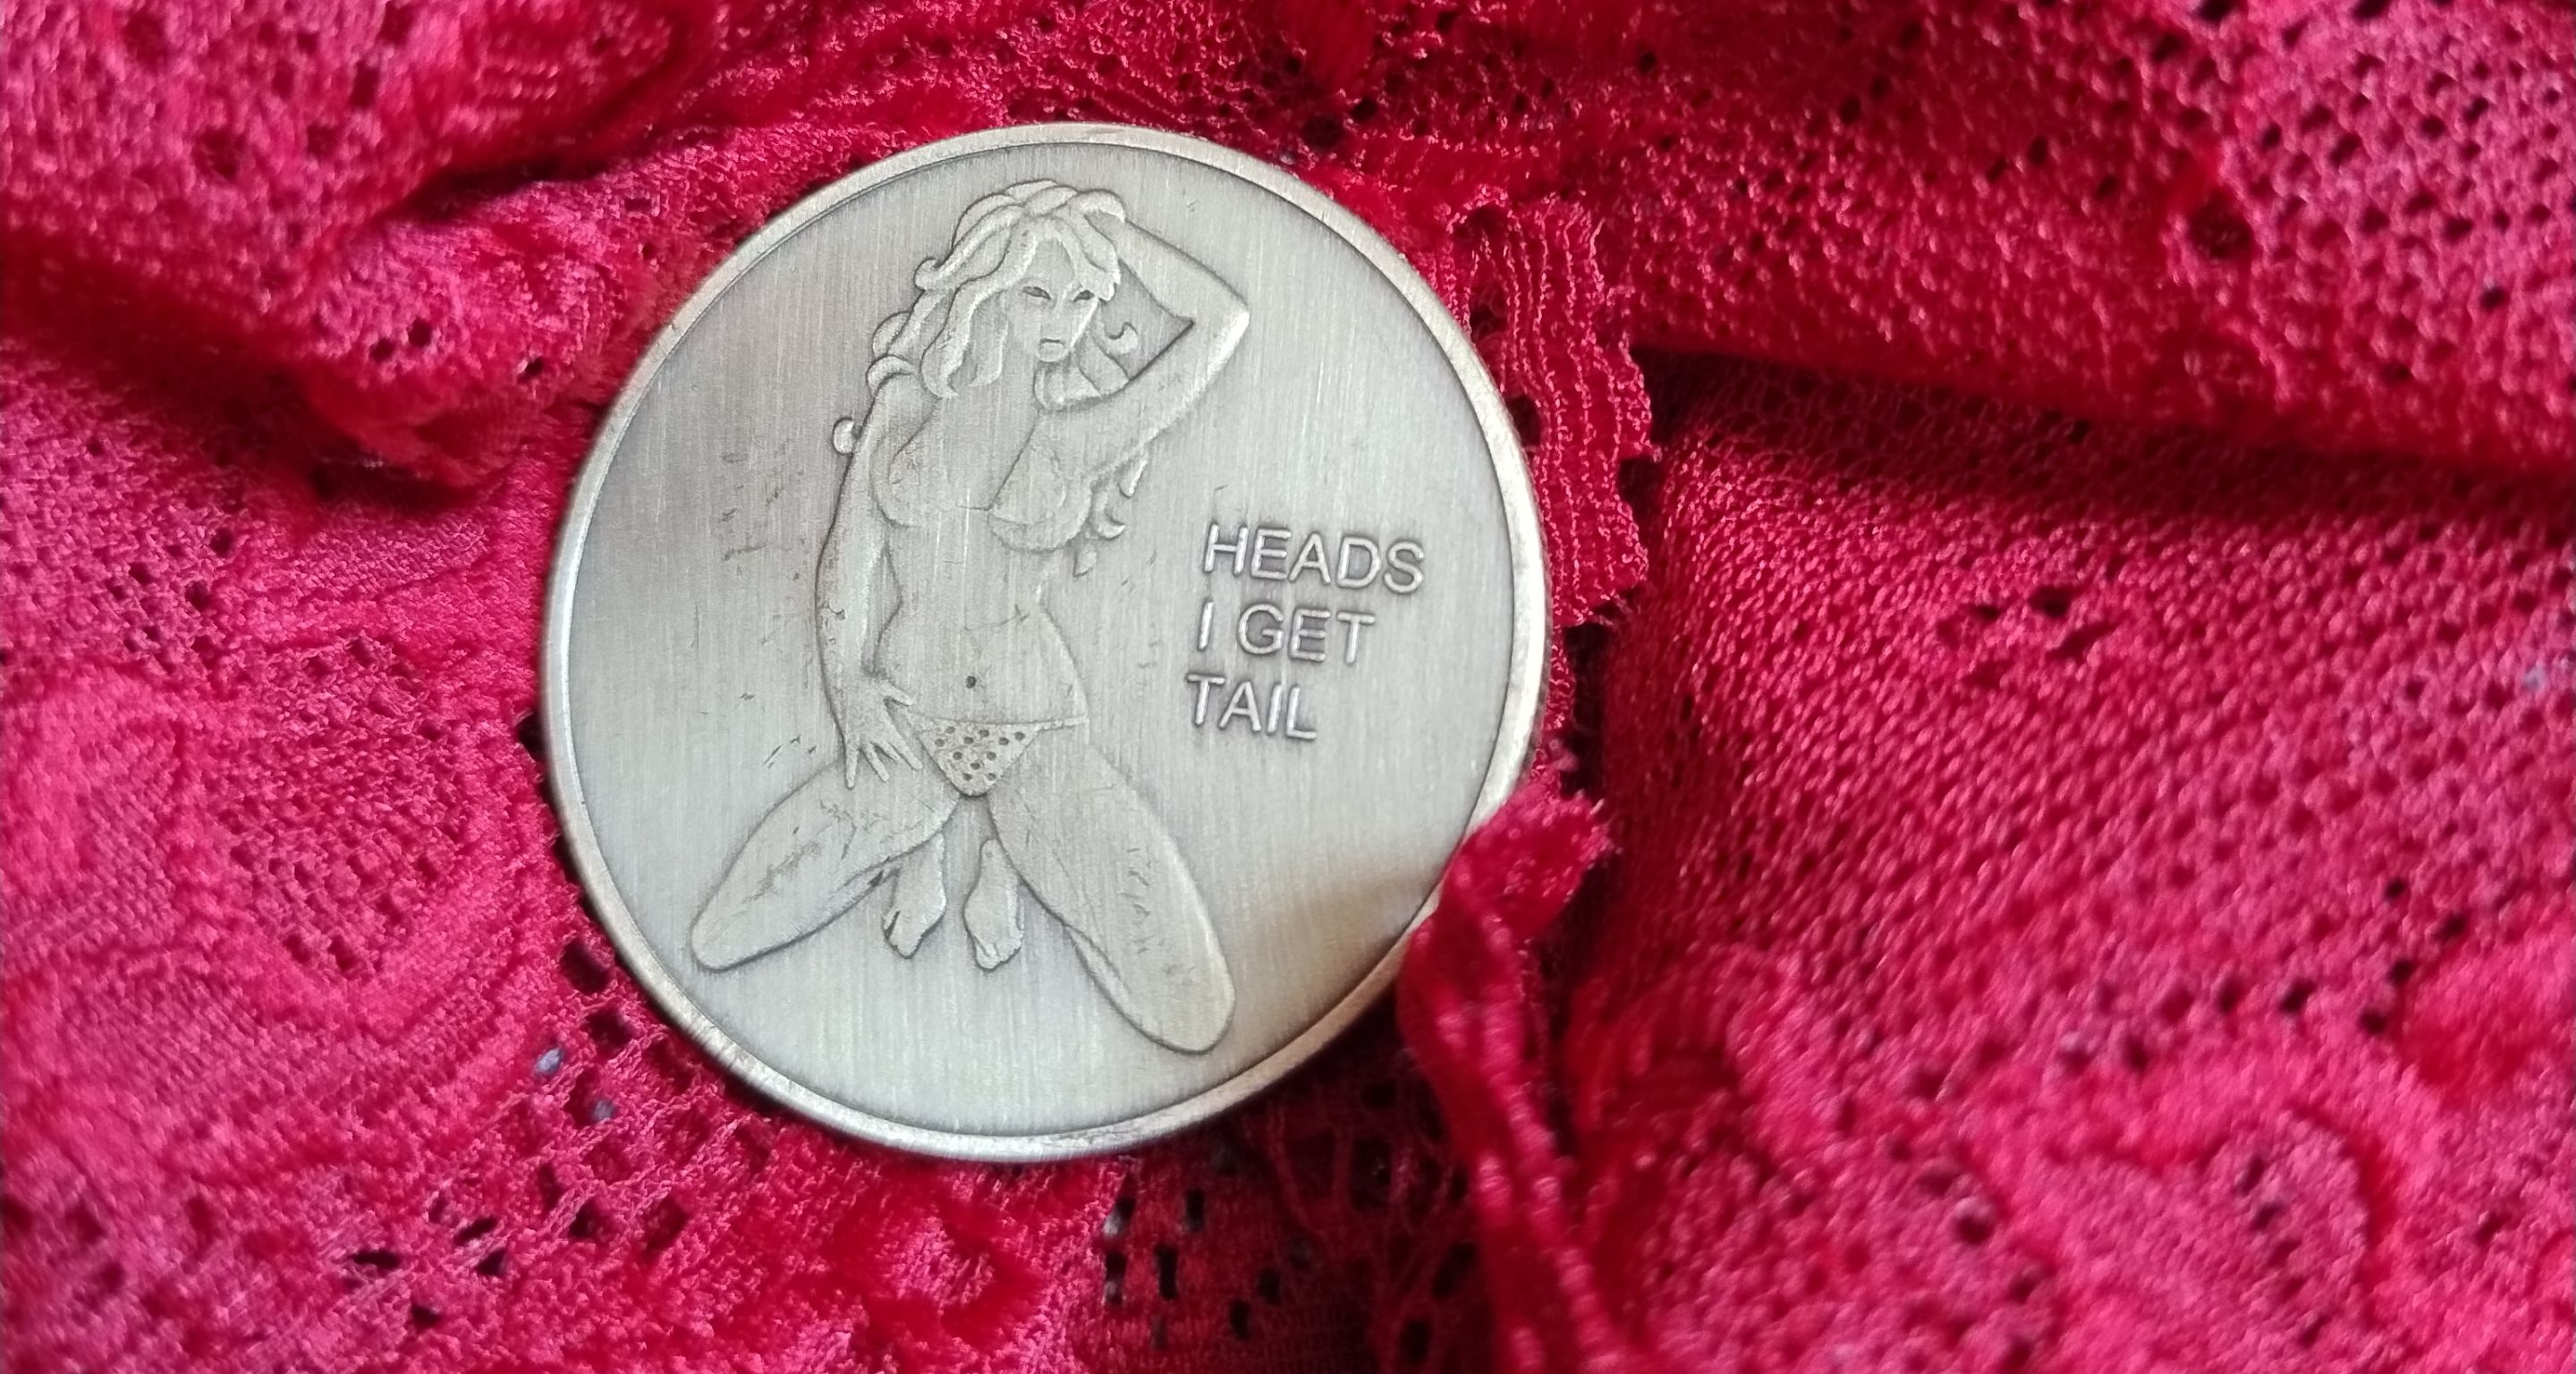 HEADS
I GET
TAIL